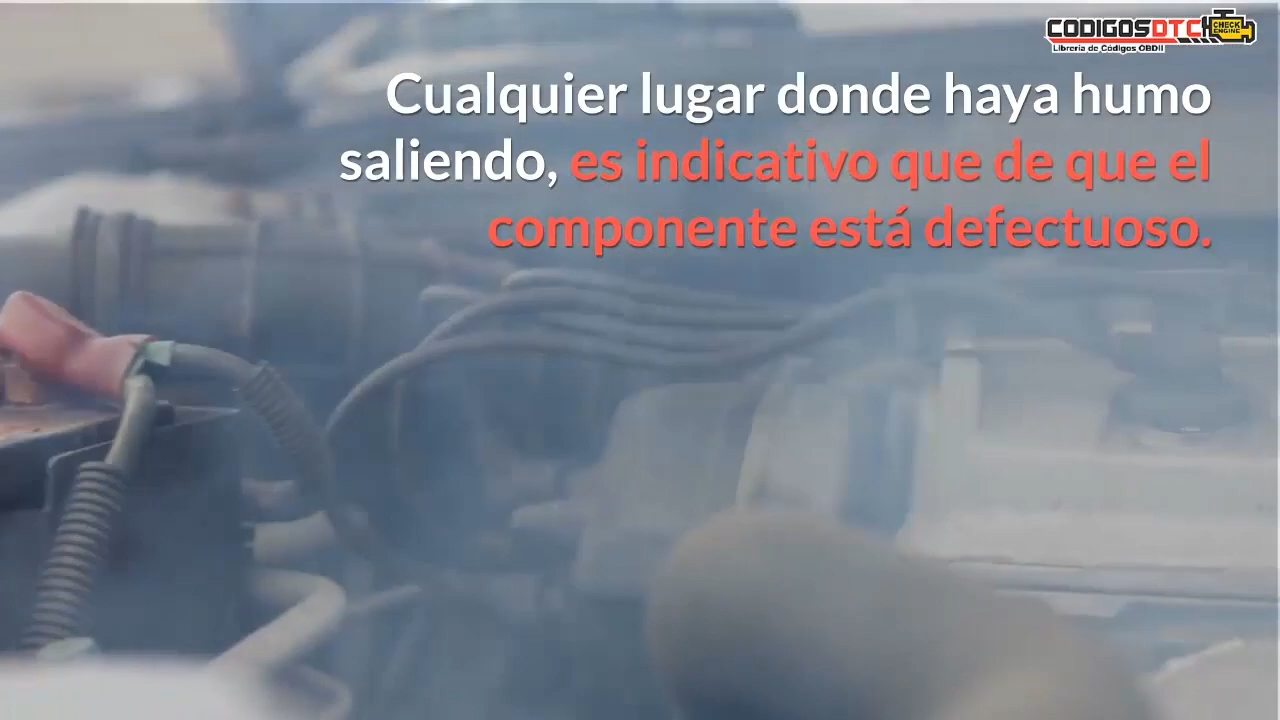 CODIGOSDTC
CHECK
ENGINE
Libreria de Códigos OBDII
Cualquier lugar donde haya humo
saliendo, es indicativo que de que el
componente está defectuoso.